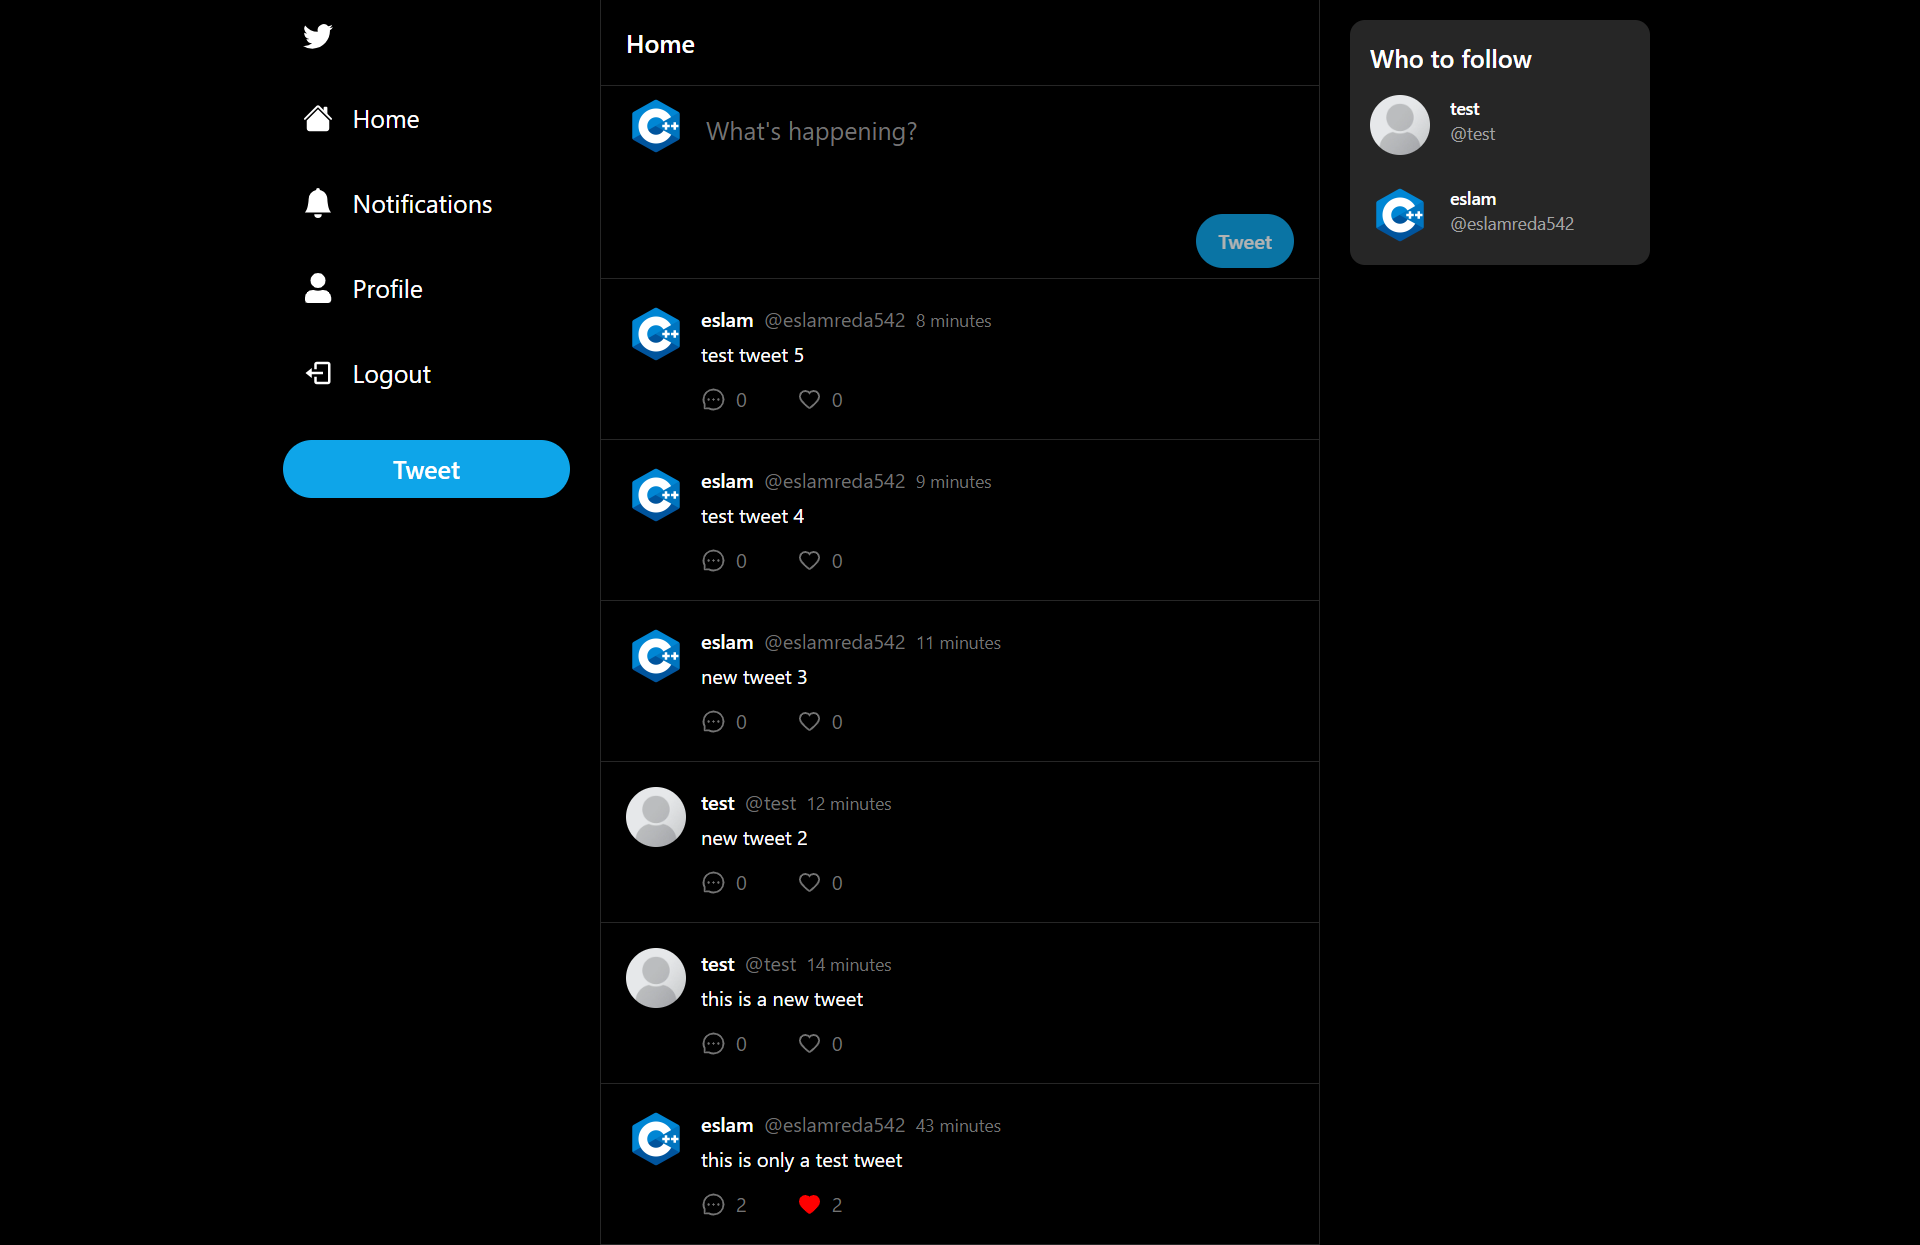 Home
Notifications
Profile
Logout
Tweet
Home
What's happening?
Tweet
eslam @eslamreda542 8 minutes
test tweet 5
0 0
eslam @eslamreda542 9 minutes
test tweet 4
0 0
eslam @eslamreda542 11 minutes
new tweet 3
0 0
test @test 12 minutes
new tweet 2
0 0
test @test 14 minutes
this is a new tweet
0 0
eslam @eslamreda542 43 minutes
this is only a test tweet
2 2
Who to follow
test
@test
eslam
@eslamreda542
C++
C++
C++
C++
C++
C++